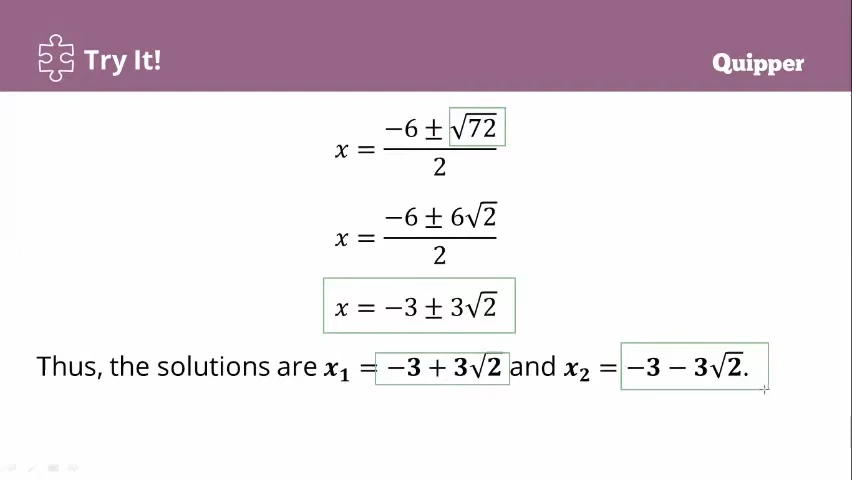 Try It!
Quipper
x = (−6 ± √72)/2
x = (−6 ± 6√2)/2
x = −3 ± 3√2
Thus, the solutions are x₁ = −3 + 3√2 and x₂ = −3 − 3√2.